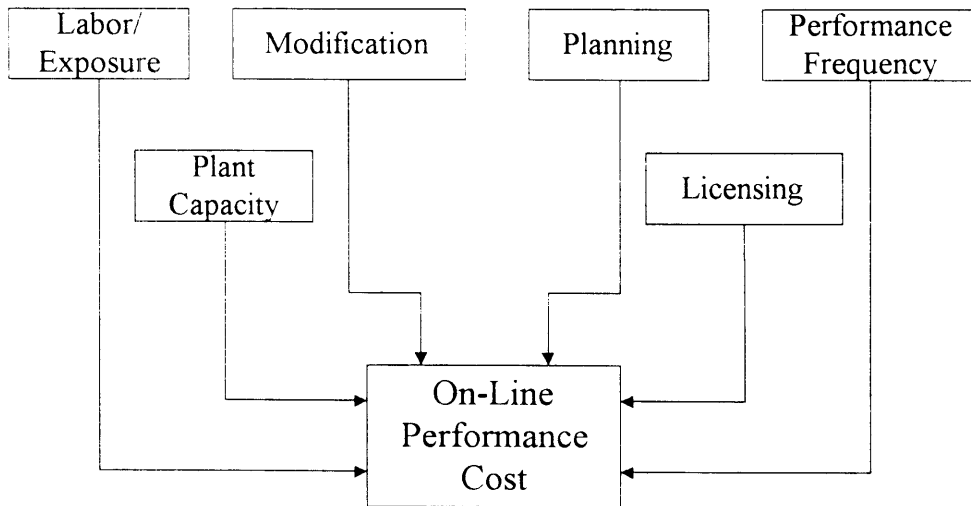 Labor/
Exposure
Modification
Planning
Performance
Frequency
Plant
Capacity
Licensing
On-Line
Performance
Cost